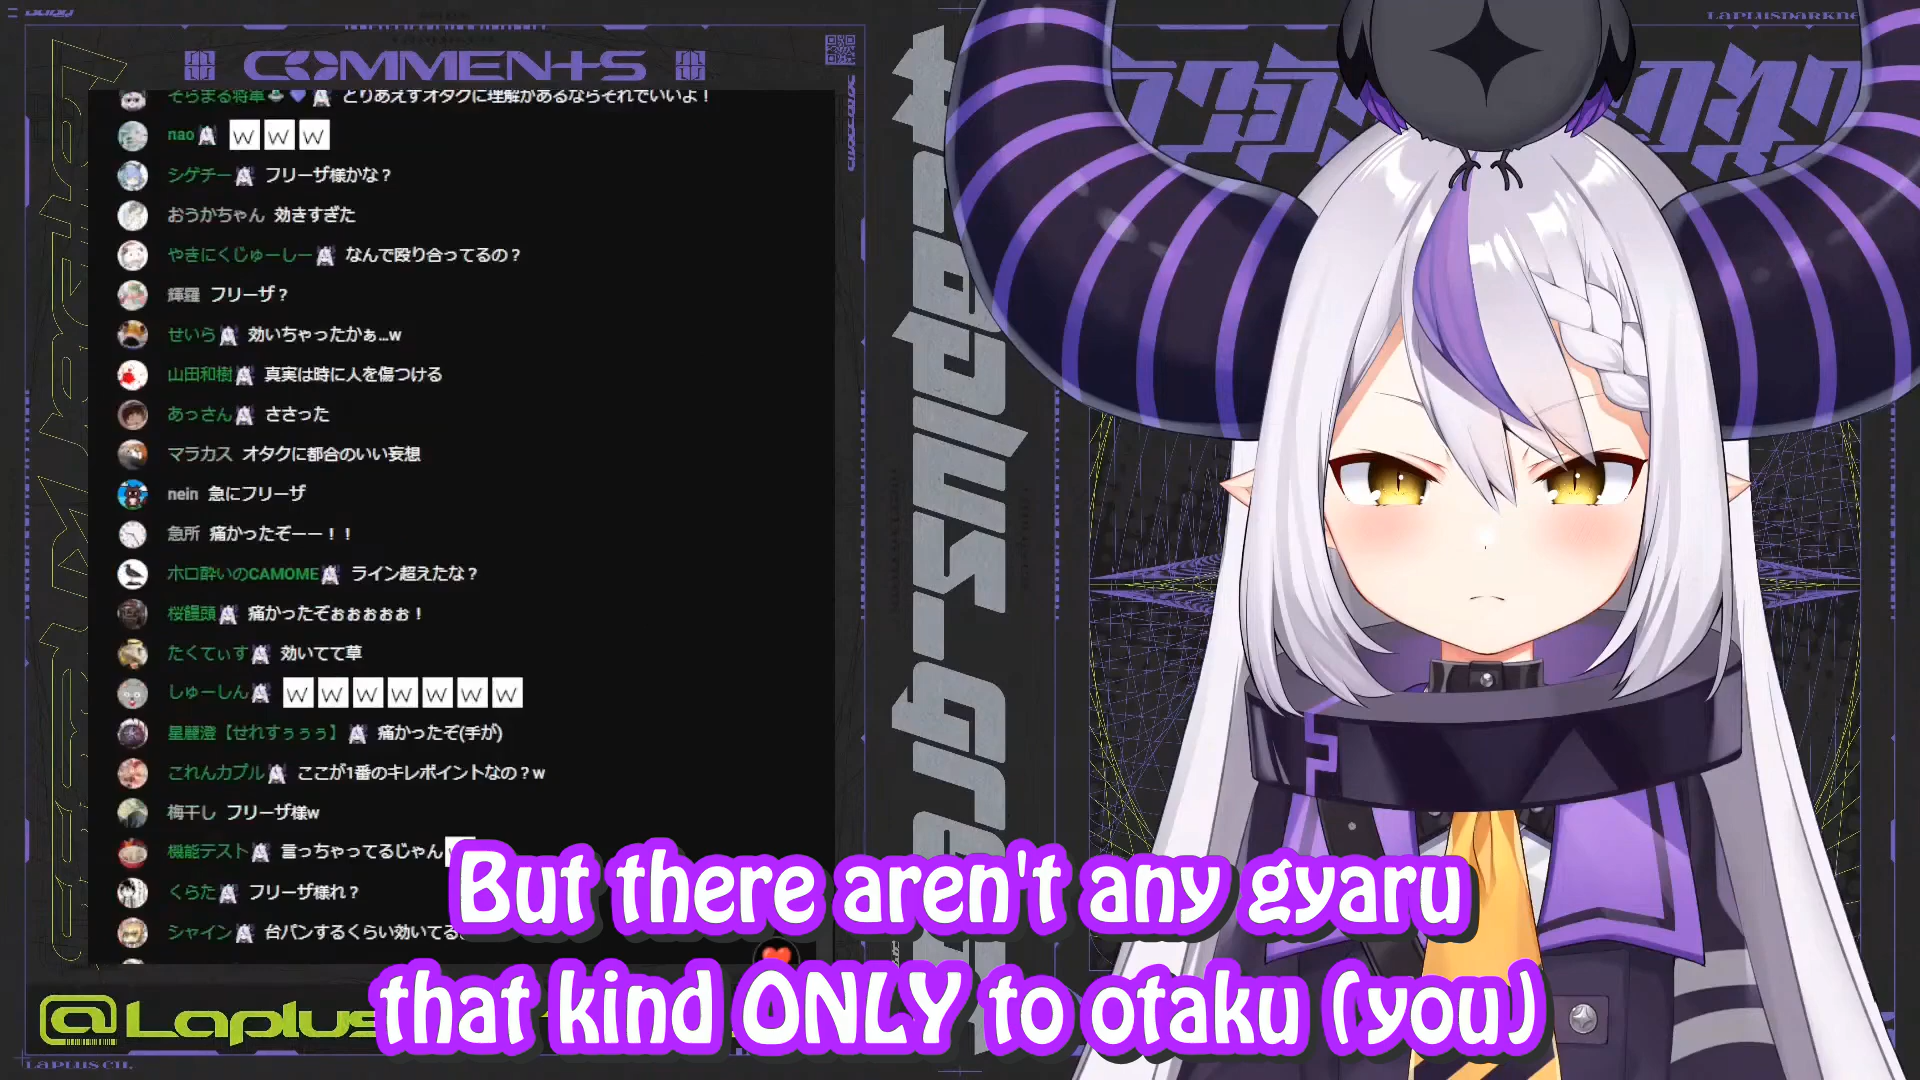 COMMENTS
そらまる将軍 とりあえずオタクに理解があるならそれでいいよ！
nao w w w
シゲチー フリーザ様かな？
おうかちゃん 効きすぎた
やきにくじゅーしー なんで殴り合ってるの？
輝羅 フリーザ？
せいら 効いちゃったかぁ…w
山田和樹 真実は時に人を傷つける
あっさん ささった
マラカス オタクに都合のいい妄想
nein 急にフリーザ
急所 痛かったぞーー！！
ホロ酔いのCAMOME ライン超えたな？
桜饅頭 痛かったぞぉぉぉぉぉ！
たくてぃす 効いてて草
しゅーしん w w w w w w w
星麗澄【せれすぅぅぅ】 痛かったぞ(手が)
これんカプル ここが1番のキレポイントなの？w
梅干し フリーザ様w
機能テスト 言っちゃってるじゃん
くらた フリーザ様れ？
シャイン 台パンするくらい効いてる
But there aren't any gyaru
that kind ONLY to otaku (you)
@Laplus
LAPLUS CH.
LAPLUSDARKNE